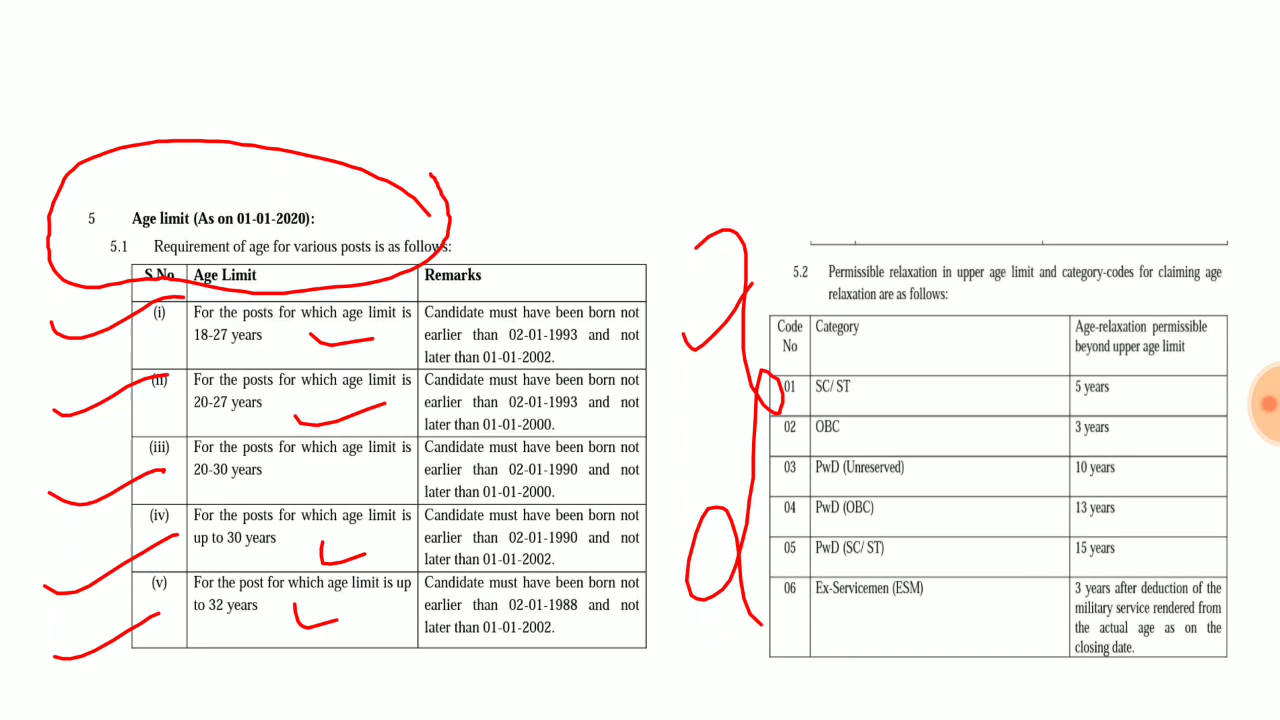 5 Age limit (As on 01-01-2020):
5.1 Requirement of age for various posts is as follows:
S.No Age Limit Remarks
(i) For the posts for which age limit is Candidate must have been born not
18-27 years earlier than 02-01-1993 and not
later than 01-01-2002.
(ii) For the posts for which age limit is Candidate must have been born not
20-27 years earlier than 02-01-1993 and not
later than 01-01-2000.
(iii) For the posts for which age limit is Candidate must have been born not
20-30 years earlier than 02-01-1990 and not
later than 01-01-2000.
(iv) For the posts for which age limit is Candidate must have been born not
up to 30 years earlier than 02-01-1990 and not
later than 01-01-2002.
(v) For the post for which age limit is up Candidate must have been born not
to 32 years earlier than 02-01-1988 and not
later than 01-01-2002.
5.2 Permissible relaxation in upper age limit and category-codes for claiming age
relaxation are as follows:
Code Category Age-relaxation permissible
No beyond upper age limit
01 SC/ ST 5 years
02 OBC 3 years
03 PwD (Unreserved) 10 years
04 PwD (OBC) 13 years
05 PwD (SC/ ST) 15 years
06 Ex-Servicemen (ESM) 3 years after deduction of the
military service rendered from
the actual age as on the
closing date.